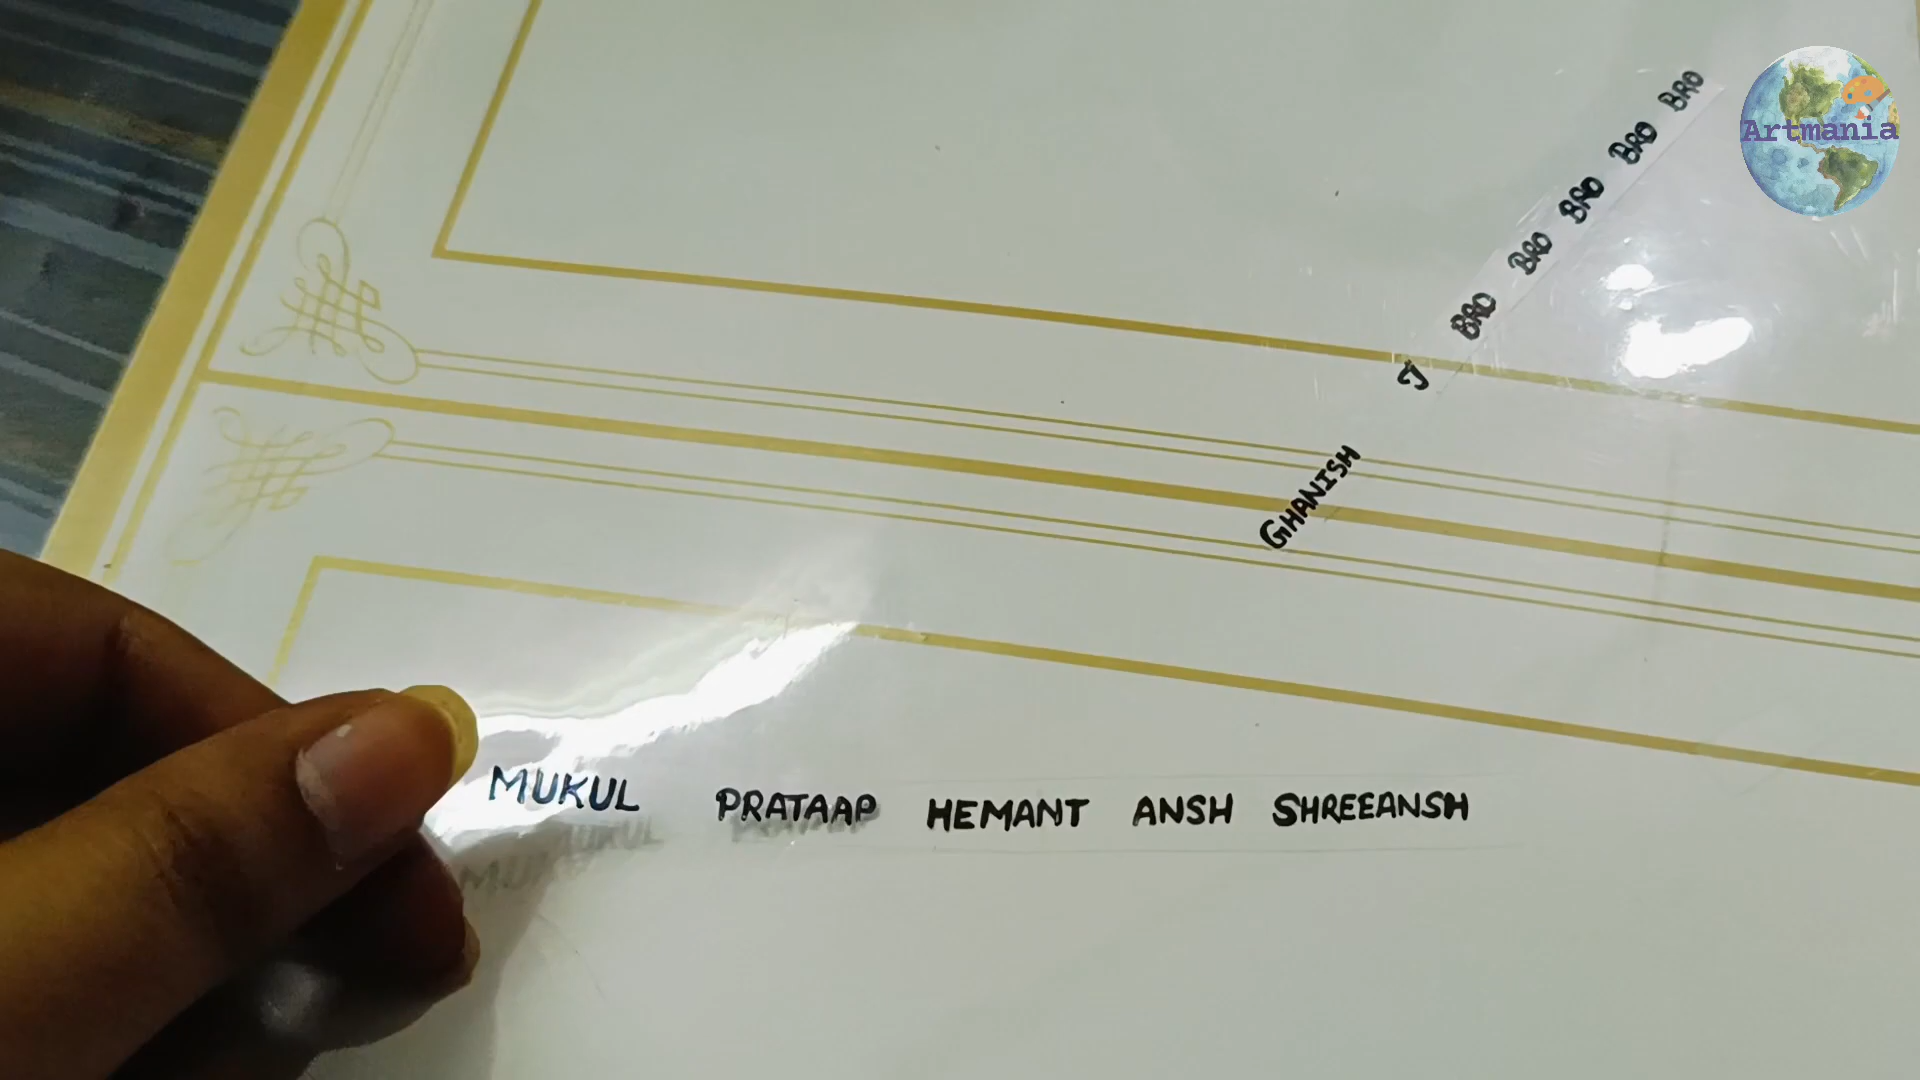 BRO BRO BRO BRO BRO
Artmania
GHANISH
MUKUL PRATAAP HEMANT ANSH SHREEANSH